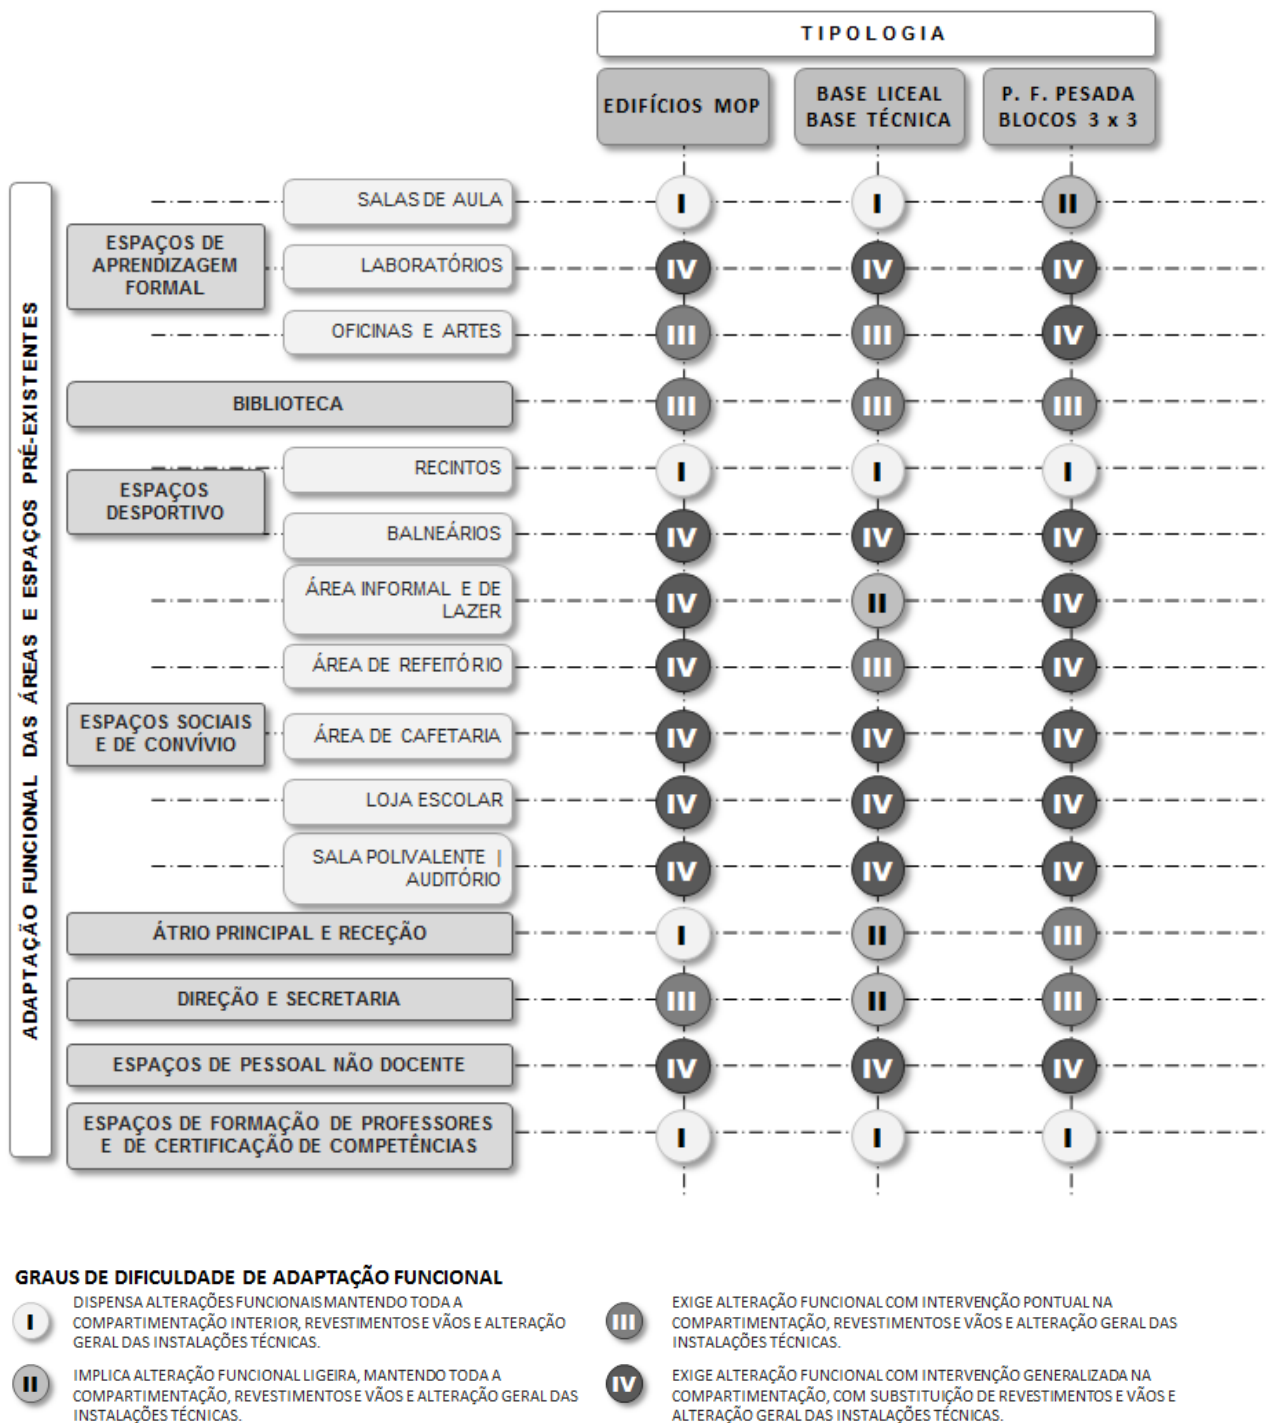 TIPOLOGIA
EDIFÍCIOS MOP
BASE LICEAL
BASE TÉCNICA
P. F. PESADA
BLOCOS 3 x 3
ADAPTAÇÃO FUNCIONAL DAS ÁREAS E ESPAÇOS PRÉ-EXISTENTES
ESPAÇOS DE
APRENDIZAGEM
FORMAL
SALAS DE AULA
I
I
II
LABORATÓRIOS
IV
IV
IV
OFICINAS E ARTES
III
III
IV
BIBLIOTECA
III
III
III
ESPAÇOS
DESPORTIVO
RECINTOS
I
I
I
BALNEÁRIOS
IV
IV
IV
ESPAÇOS SOCIAIS
E DE CONVÍVIO
ÁREA INFORMAL E DE
LAZER
IV
II
IV
ÁREA DE REFEITÓRIO
IV
III
IV
ÁREA DE CAFETARIA
IV
IV
IV
LOJA ESCOLAR
IV
IV
IV
SALA POLIVALENTE |
AUDITÓRIO
IV
IV
IV
ÁTRIO PRINCIPAL E RECEÇÃO
I
II
III
DIREÇÃO E SECRETARIA
III
II
III
ESPAÇOS DE PESSOAL NÃO DOCENTE
IV
IV
IV
ESPAÇOS DE FORMAÇÃO DE PROFESSORES
E DE CERTIFICAÇÃO DE COMPETÊNCIAS
I
I
I
GRAUS DE DIFICULDADE DE ADAPTAÇÃO FUNCIONAL
I
DISPENSA ALTERAÇÕES FUNCIONAIS MANTENDO TODA A
COMPARTIMENTAÇÃO INTERIOR, REVESTIMENTOS E VÃOS E ALTERAÇÃO
GERAL DAS INSTALAÇÕES TÉCNICAS.
II
IMPLICA ALTERAÇÃO FUNCIONAL LIGEIRA, MANTENDO TODA A
COMPARTIMENTAÇÃO, REVESTIMENTOS E VÃOS E ALTERAÇÃO GERAL DAS
INSTALAÇÕES TÉCNICAS.
III
EXIGE ALTERAÇÃO FUNCIONAL COM INTERVENÇÃO PONTUAL NA
COMPARTIMENTAÇÃO, REVESTIMENTOS E VÃOS E ALTERAÇÃO GERAL DAS
INSTALAÇÕES TÉCNICAS.
IV
EXIGE ALTERAÇÃO FUNCIONAL COM INTERVENÇÃO GENERALIZADA NA
COMPARTIMENTAÇÃO, COM SUBSTITUIÇÃO DE REVESTIMENTOS E VÃOS E
ALTERAÇÃO GERAL DAS INSTALAÇÕES TÉCNICAS.